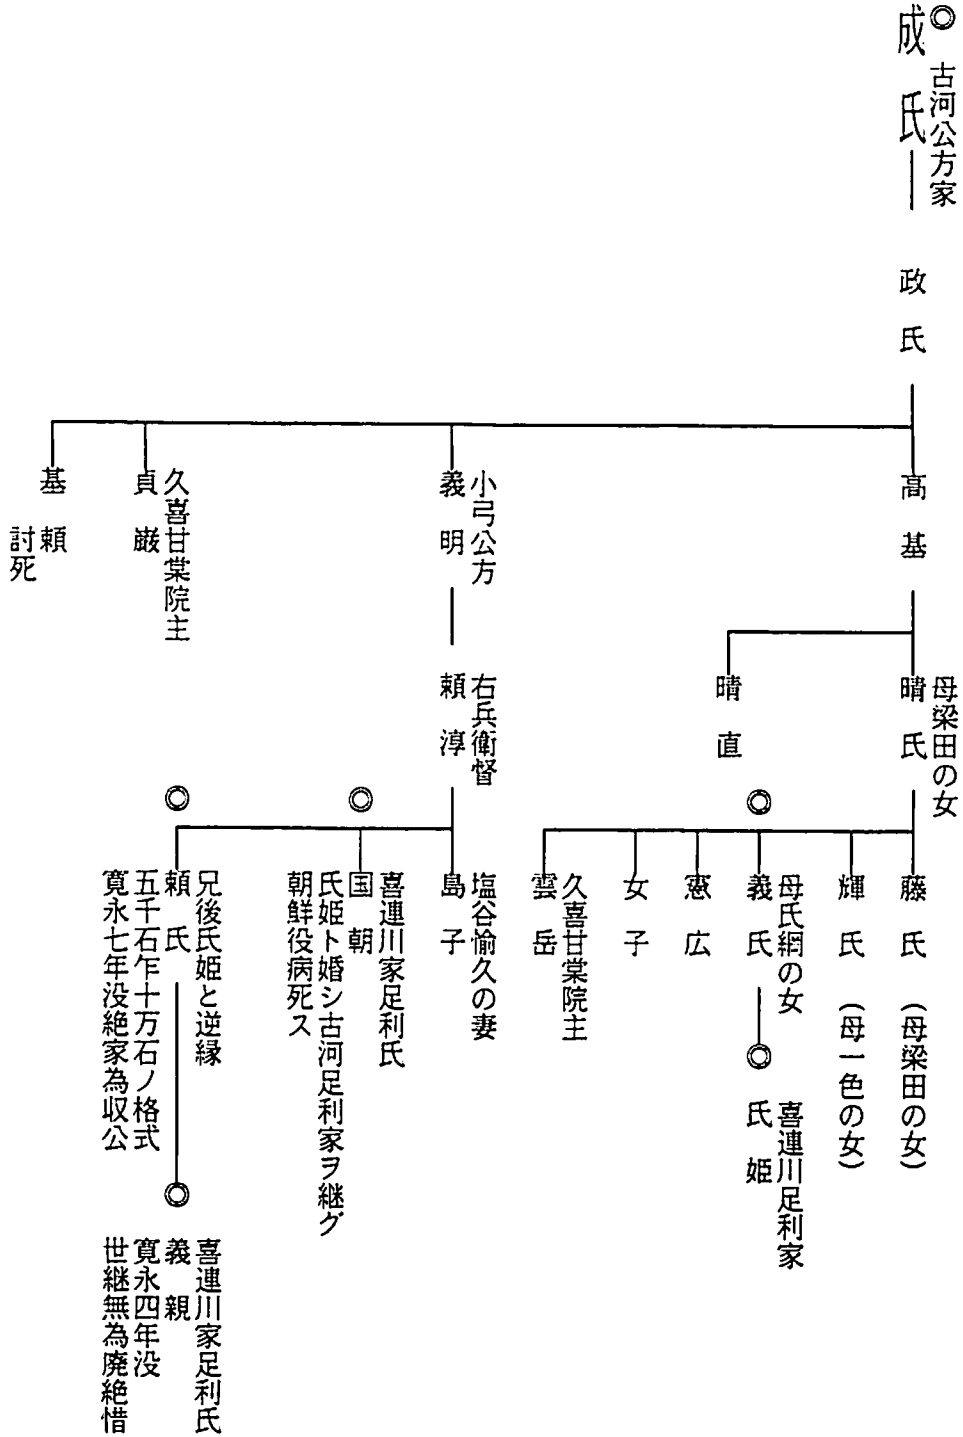 ◎ 古河公方家
成氏
政氏
高基
小弓公方
義明
久喜甘棠院主
貞巌
基頼
討死
母梁田の女
晴氏
晴直
右兵衛督
頼淳
藤氏 (母梁田の女)
輝氏 (母一色の女)
◎
母氏綱の女
義氏
憲広
女子
久喜甘棠院主
雲岳
◎
喜連川足利家
氏姫
塩谷愉久の妻
島子
◎
喜連川家足利氏
国朝
氏姫ト婚シ古河足利家ヲ継グ
朝鮮役病死ス
◎
兄後氏姫と逆縁
頼氏
五千石乍十万石ノ格式
寛永七年没絶家為収公
◎
喜連川家足利氏
義親
寛永四年没
世継無為廃絶惜